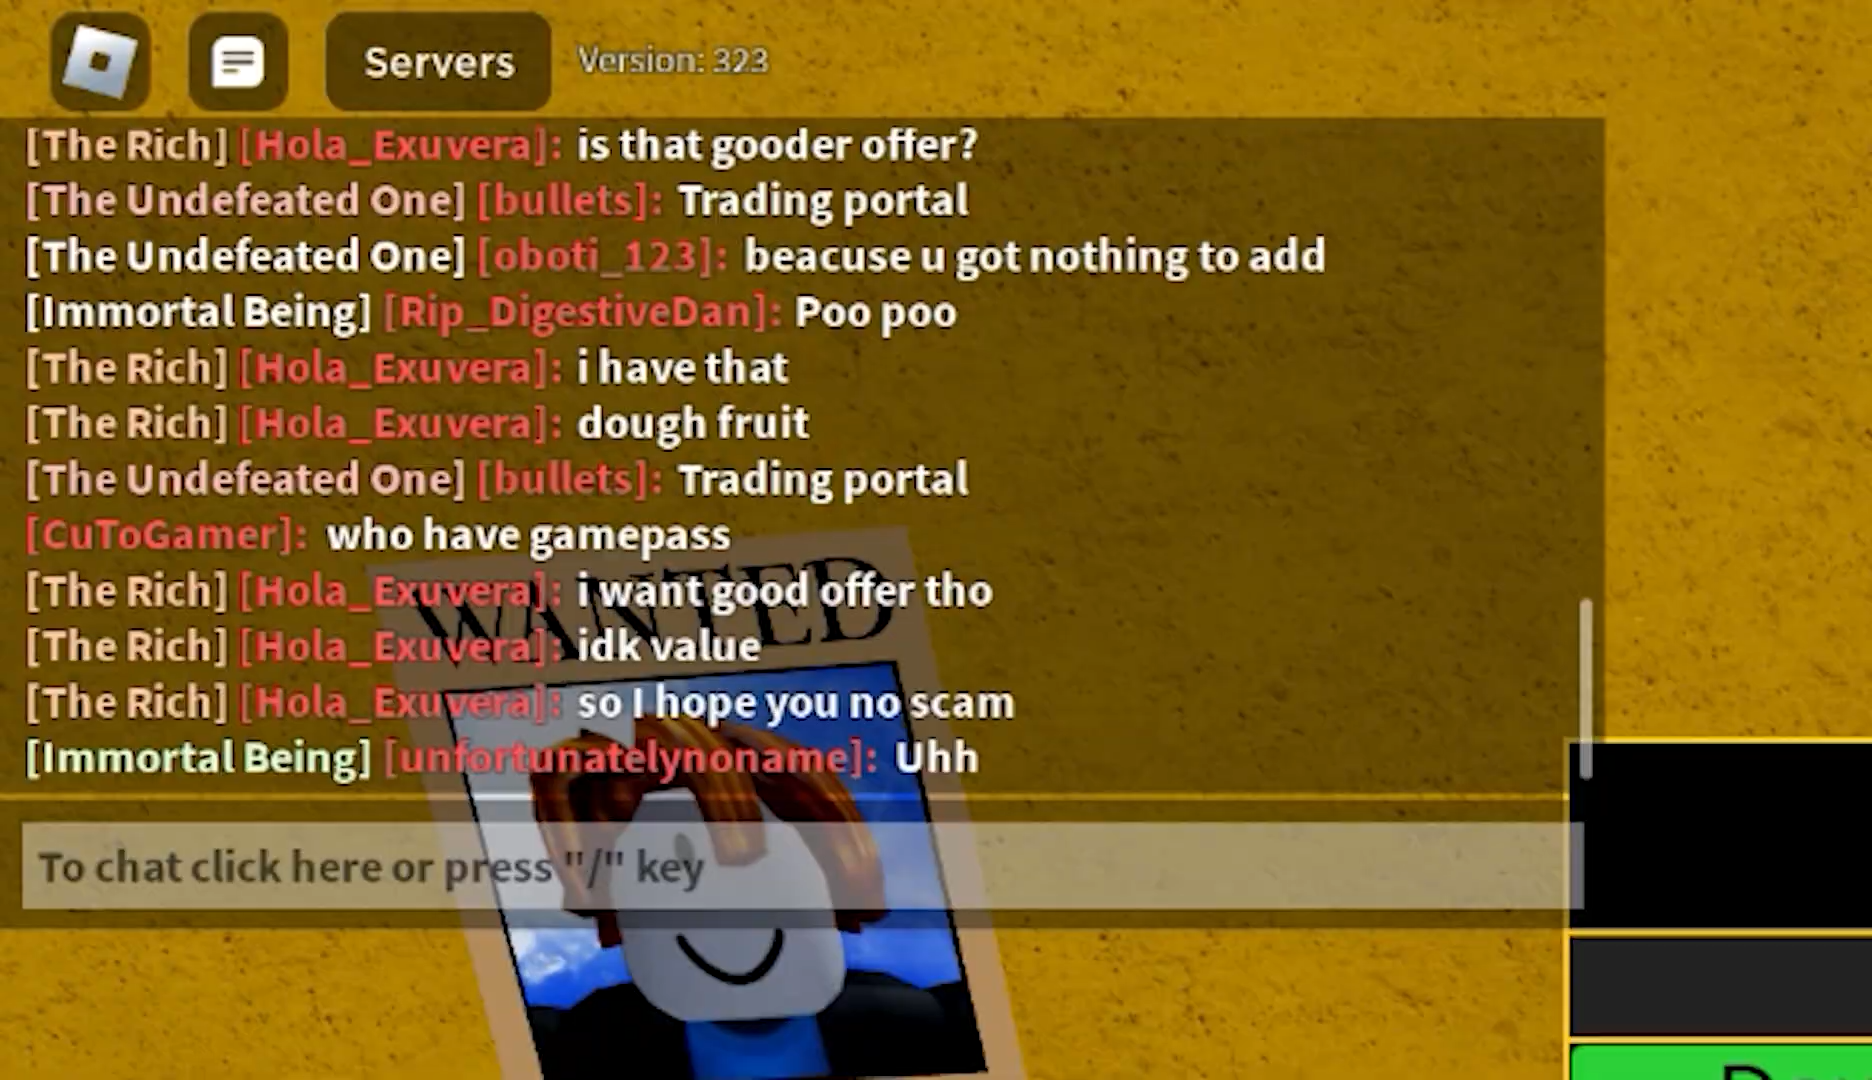 Servers
Version: 323
[The Rich] [Hola_Exuvera]: is that gooder offer?
[The Undefeated One] [bullets]: Trading portal
[The Undefeated One] [oboti_123]: beacuse u got nothing to add
[Immortal Being] [Rip_DigestiveDan]: Poo poo
[The Rich] [Hola_Exuvera]: i have that
[The Rich] [Hola_Exuvera]: dough fruit
[The Undefeated One] [bullets]: Trading portal
[CuToGamer]: who have gamepass
[The Rich] [Hola_Exuvera]: i want good offer tho
WANTED
[The Rich] [Hola_Exuvera]: idk value
[The Rich] [Hola_Exuvera]: so I hope you no scam
[Immortal Being] [unfortunatelynoname]: Uhh
To chat click here or press "/" key